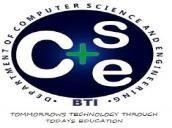 DEPARTMENT OF COMPUTER SCIENCE AND ENGINEERING
C+se
BTI
TOMMORROWS TECHNOLOGY THROUGH
TODAYS EDUCATION